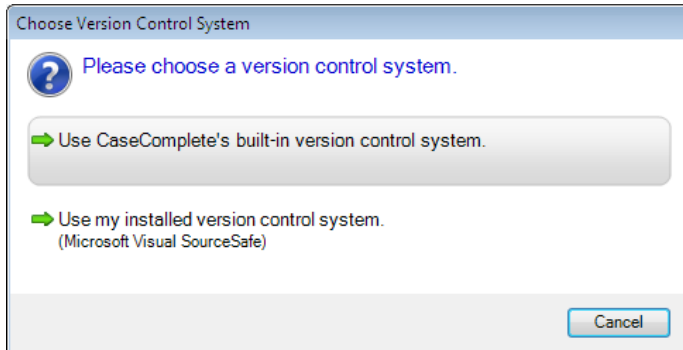 Choose Version Control System
Please choose a version control system.
Use CaseComplete's built-in version control system.
Use my installed version control system.
(Microsoft Visual SourceSafe)
Cancel